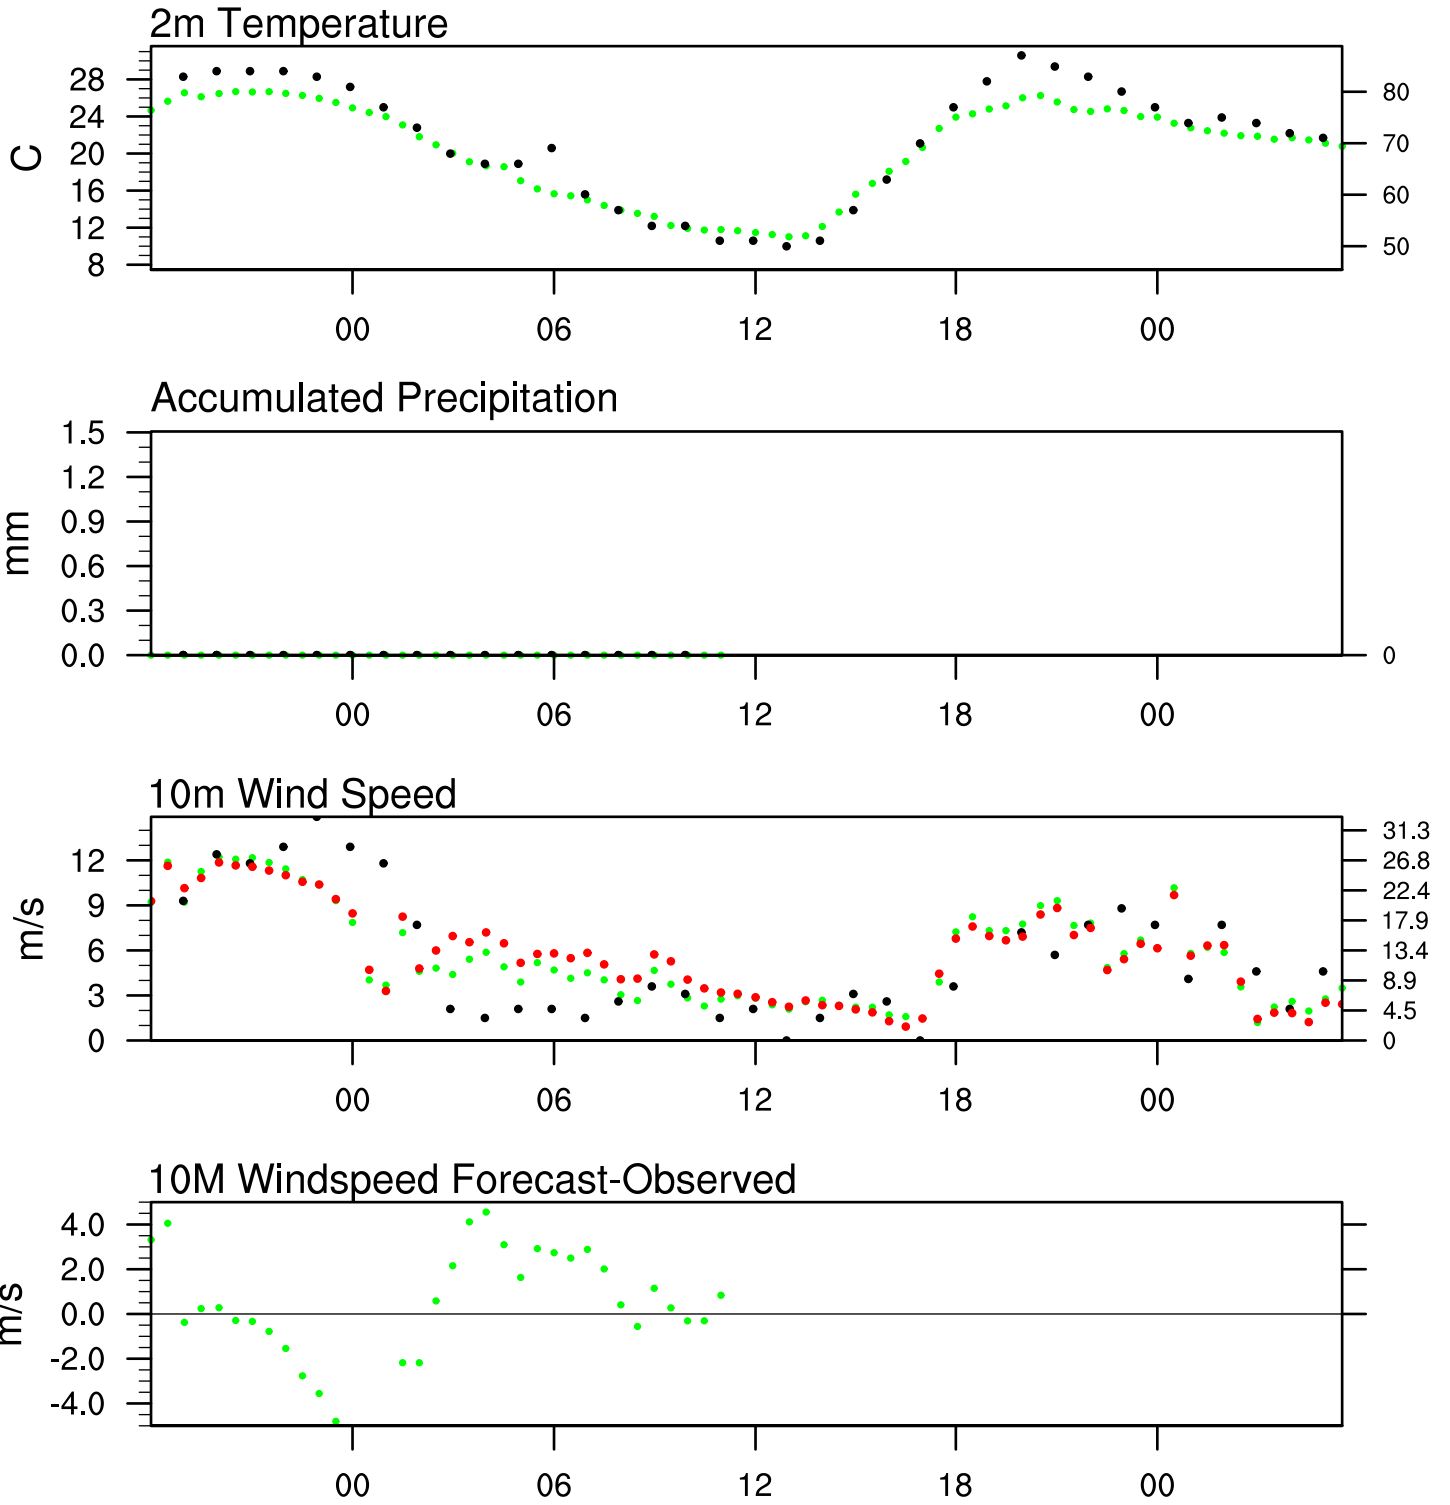 2m Temperature
28
24
20
16
12
8
C
80
70
60
50
00 06 12 18 00
Accumulated Precipitation
1.5
1.2
0.9
0.6
0.3
0.0
mm
0
00 06 12 18 00
10m Wind Speed
12
9
6
3
0
m/s
31.3
26.8
22.4
17.9
13.4
8.9
4.5
0
00 06 12 18 00
10M Windspeed Forecast-Observed
4.0
2.0
0.0
-2.0
-4.0
m/s
00 06 12 18 00